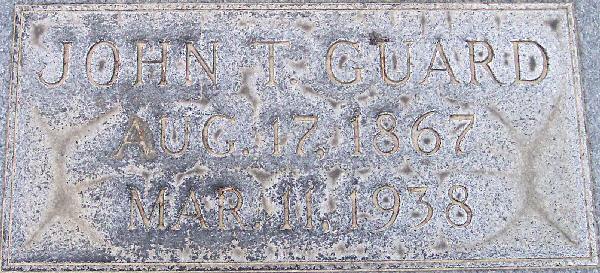 JOHN T. GUARD
AUG. 17, 1867
MAR. 11, 1938